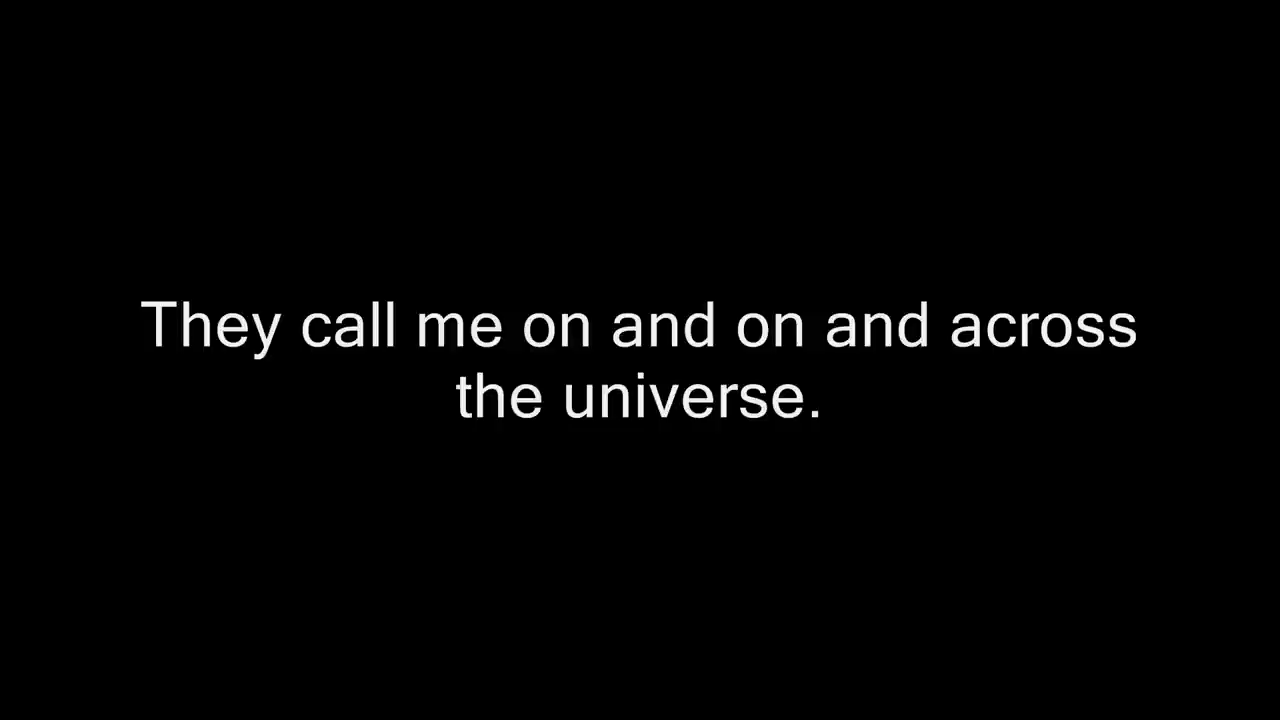 They call me on and on and across
the universe.